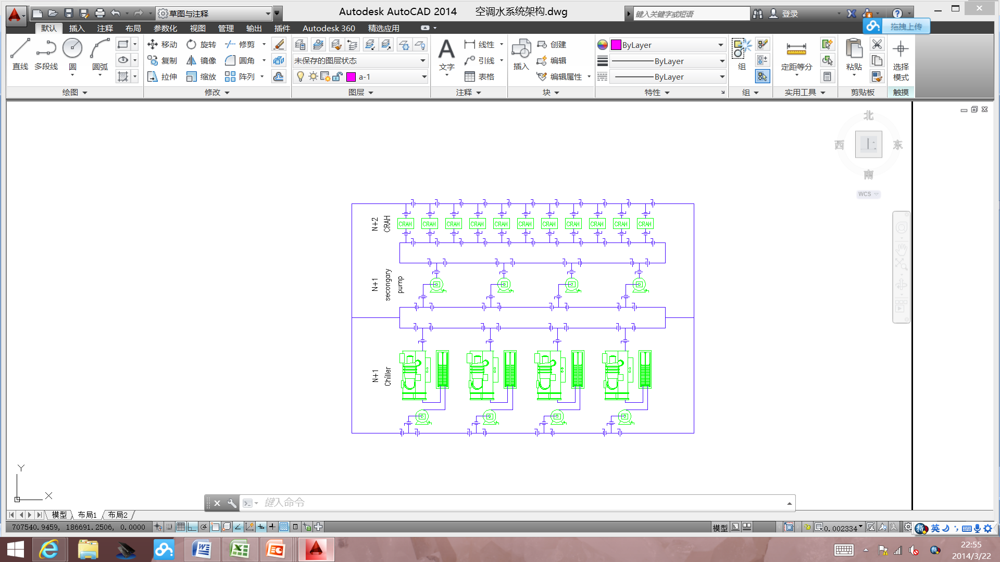 草图与注释
Autodesk AutoCAD 2014 空调水系统架构.dwg
键入关键字或短语
登录
拖拽上传
默认 插入 注释 布局 参数化 视图 管理 输出 插件 Autodesk 360 精选应用
直线 多段线 圆 圆弧
移动 旋转 修剪
复制 镜像 圆角
拉伸 缩放 阵列
未保存的图层状态
a-1
文字
线性
引线
表格
插入
创建
编辑
编辑属性
ByLayer
ByLayer
ByLayer
组
定距等分
粘贴
选择
模式
绘图 修改 图层 注释 块 特性 组 实用工具 剪贴板 触摸
北
西 上 东
南
WCS
N+2
CRAH
CRAH CRAH CRAH CRAH CRAH CRAH CRAH CRAH CRAH CRAH CRAH
N+1
secongary
pump
N+1
Chiller
Y
X
键入命令
模型 布局1 布局2
707540.9459, 186691.2506, 0.0000
模型
0.002334
英
22:55
2014/3/22